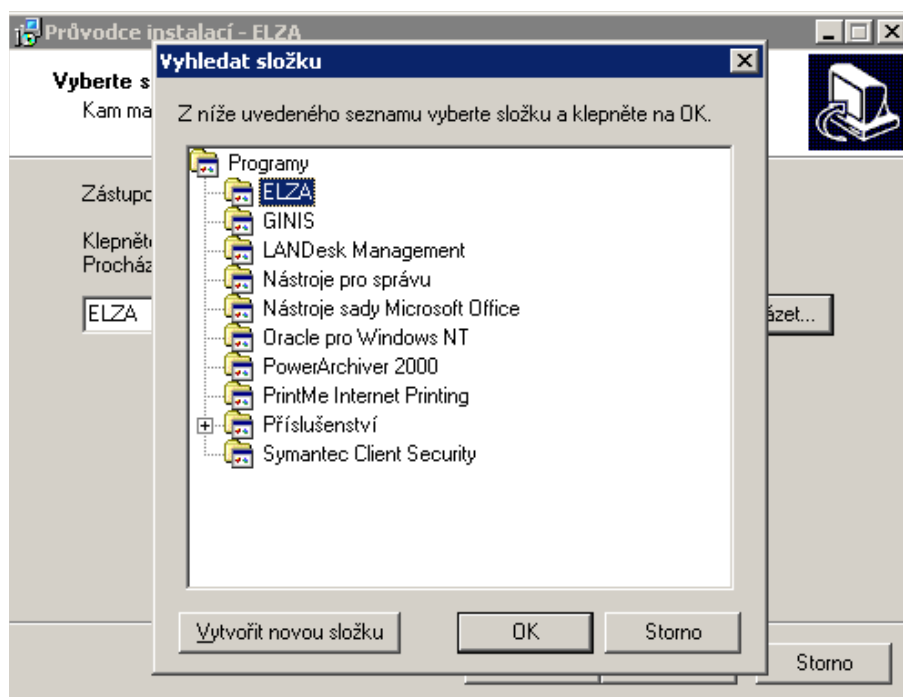 Průvodce instalací - ELZA
Vyhledat složku
Vyberte s
Kam ma
Z níže uvedeného seznamu vyberte složku a klepněte na OK.
Programy
ELZA
GINIS
LANDesk Management
Nástroje pro správu
Nástroje sady Microsoft Office
Oracle pro Windows NT
PowerArchiver 2000
PrintMe Internet Printing
Příslušenství
Symantec Client Security
Zástupc
Klepnět
Procház
ELZA
ázet...
Vytvořit novou složku
OK
Storno
Storno